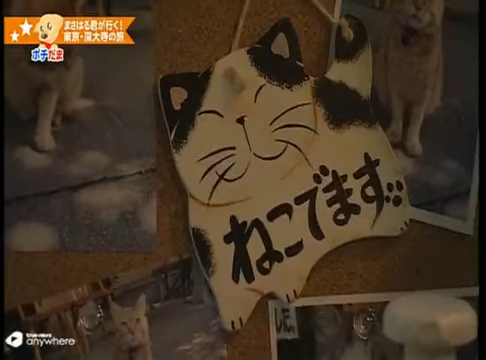 まさはる君が行く!
東京・深大寺の旅
ポチたま
ねこでます
anywhere